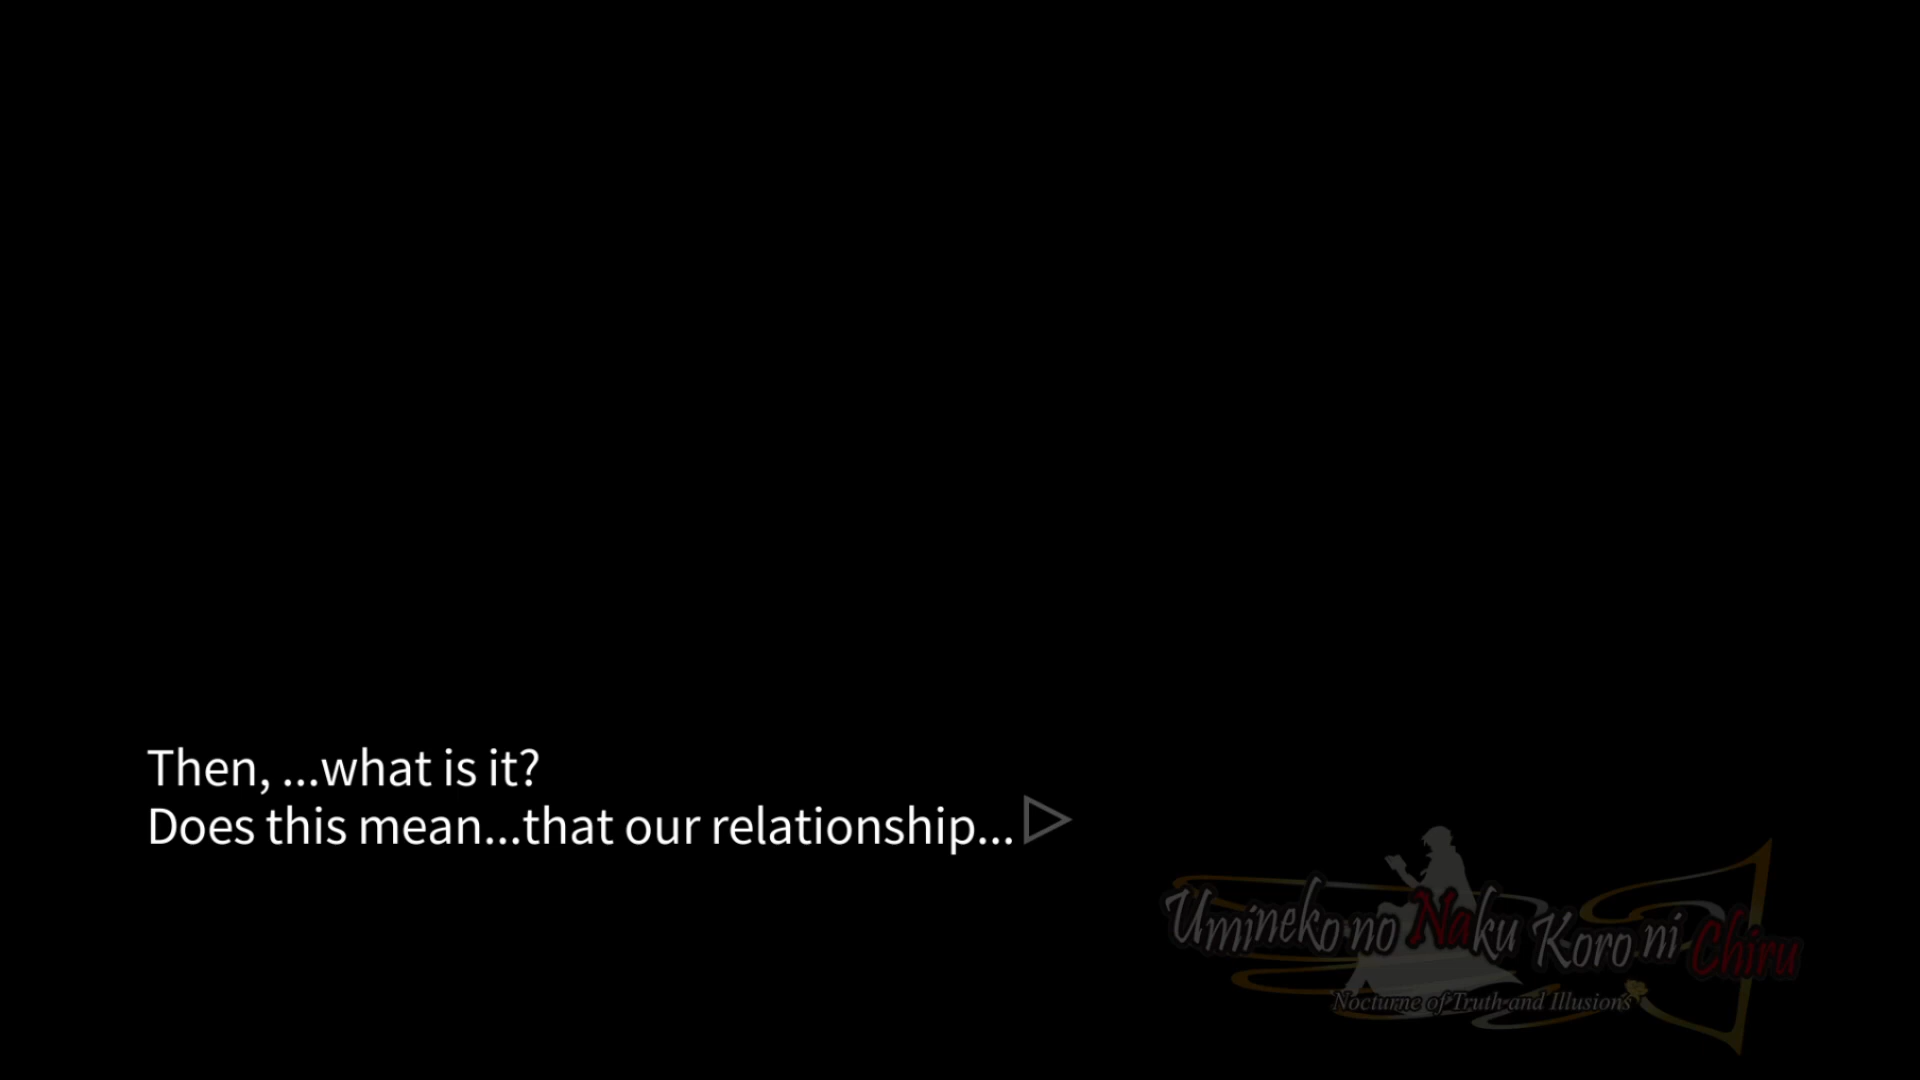 Then, ...what is it?
Does this mean...that our relationship...
Umineko no Naku Koro ni Chiru
Nocturne of Truth and Illusions